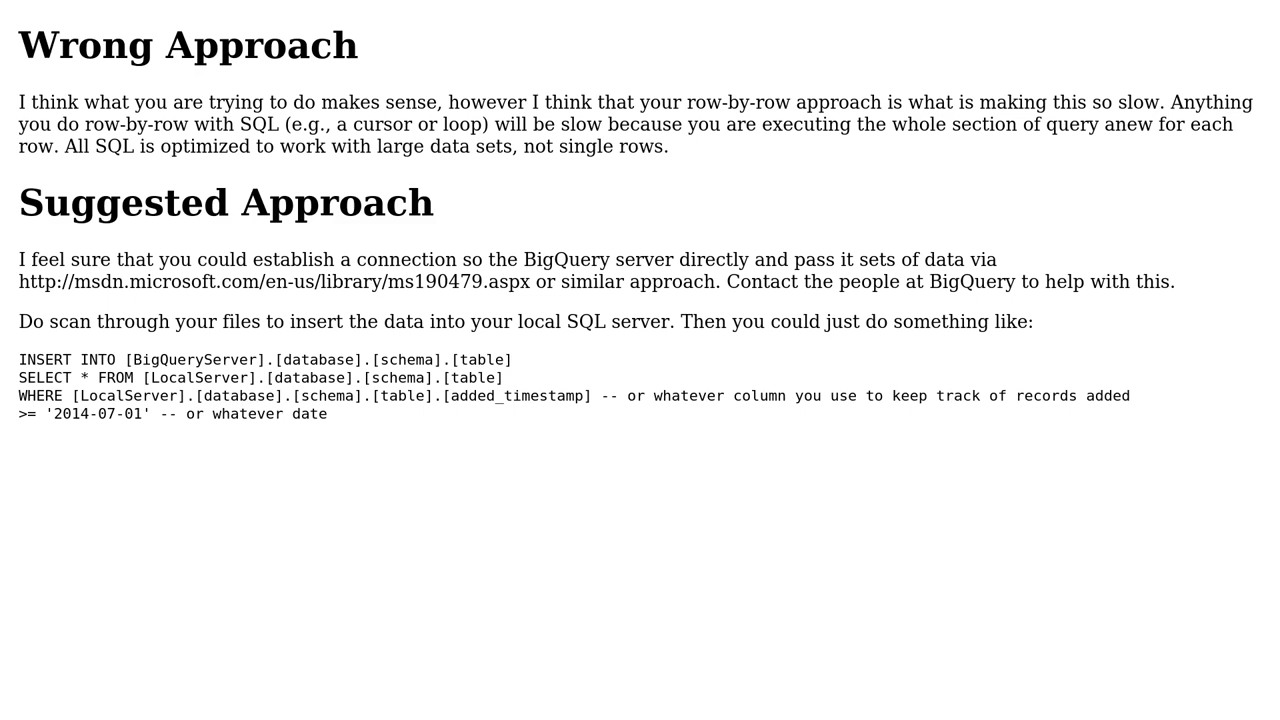 Wrong Approach
I think what you are trying to do makes sense, however I think that your row-by-row approach is what is making this so slow. Anything
you do row-by-row with SQL (e.g., a cursor or loop) will be slow because you are executing the whole section of query anew for each
row. All SQL is optimized to work with large data sets, not single rows.
Suggested Approach
I feel sure that you could establish a connection so the BigQuery server directly and pass it sets of data via
http://msdn.microsoft.com/en-us/library/ms190479.aspx or similar approach. Contact the people at BigQuery to help with this.
Do scan through your files to insert the data into your local SQL server. Then you could just do something like:
INSERT INTO [BigQueryServer].[database].[schema].[table]
SELECT * FROM [LocalServer].[database].[schema].[table]
WHERE [LocalServer].[database].[schema].[table].[added_timestamp] -- or whatever column you use to keep track of records added
>= '2014-07-01' -- or whatever date